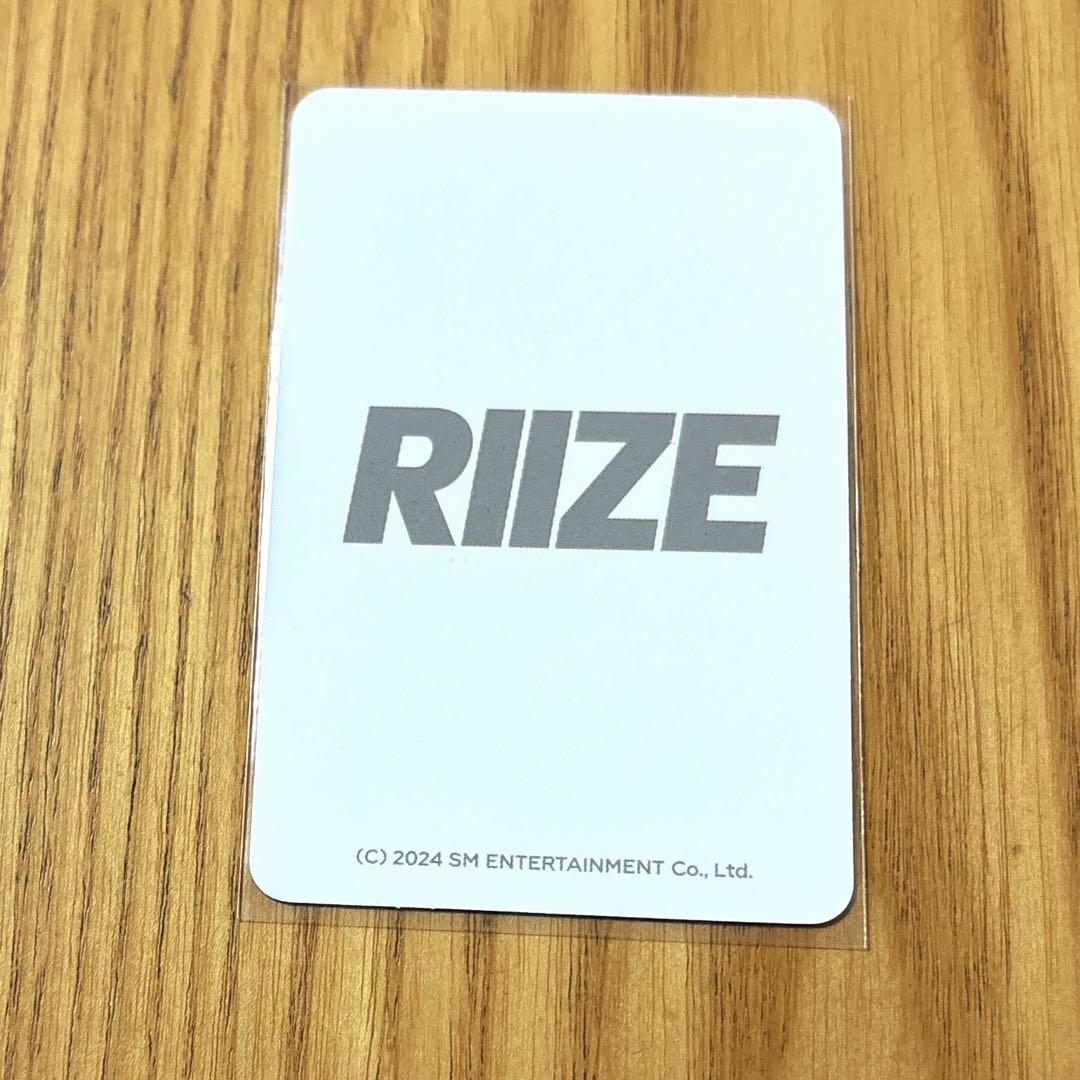 RIIZE
(C) 2024 SM ENTERTAINMENT Co., Ltd.